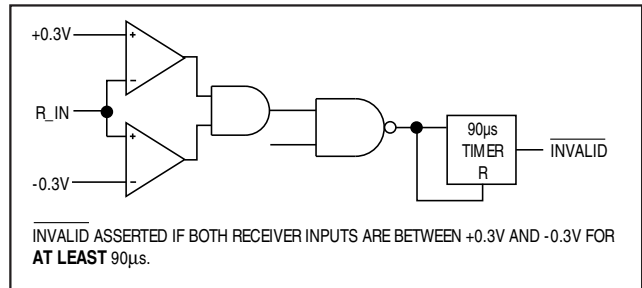 +0.3V
+
-
R_IN
+
-
-0.3V
90µs
TIMER
R
INVALID
INVALID ASSERTED IF BOTH RECEIVER INPUTS ARE BETWEEN +0.3V AND -0.3V FOR
AT LEAST 90µs.